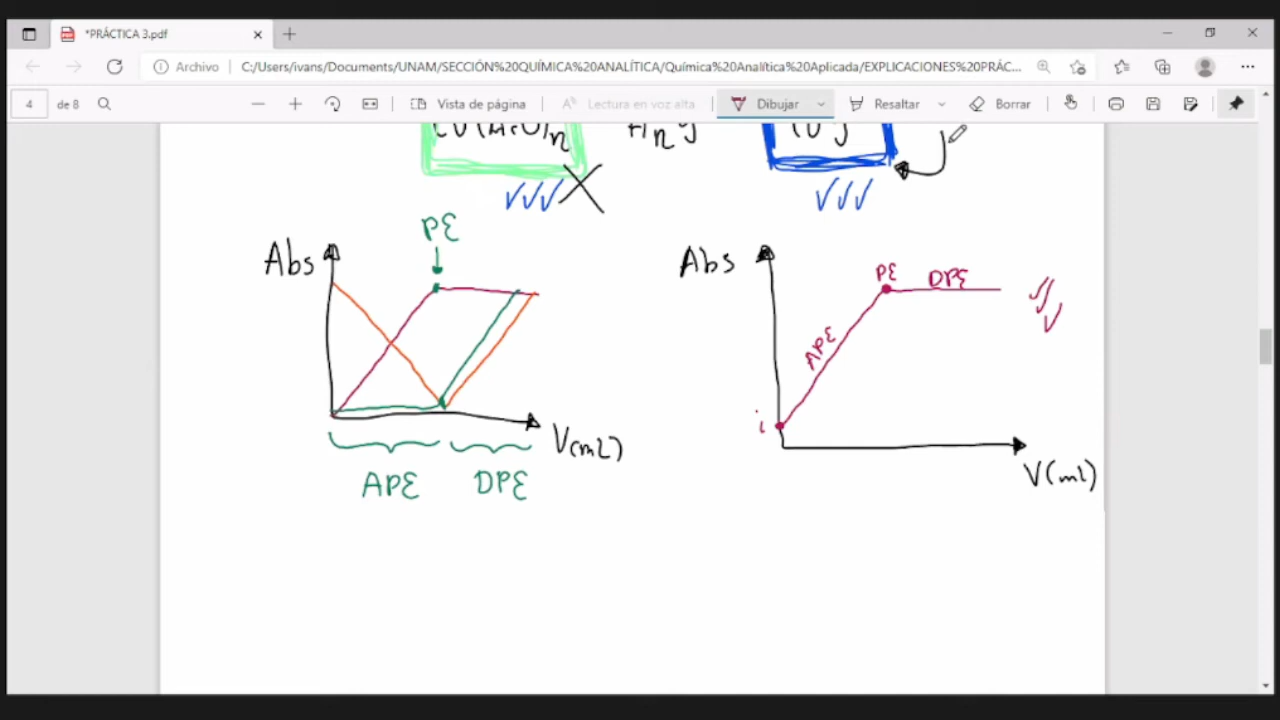 *PRÁCTICA 3.pdf
Archivo C:/Users/ivans/Documents/UNAM/SECCIÓN%20QUÍMICA%20ANALÍTICA/Química%20Analítica%20Aplicada/EXPLICACIONES%20PRÁC...
4 de 8 Vista de página Lectura en voz alta Dibujar Resaltar Borrar
PE
Abs
V(mL)
APE DPE
Abs
PE DPE
APE
i
V(mL)